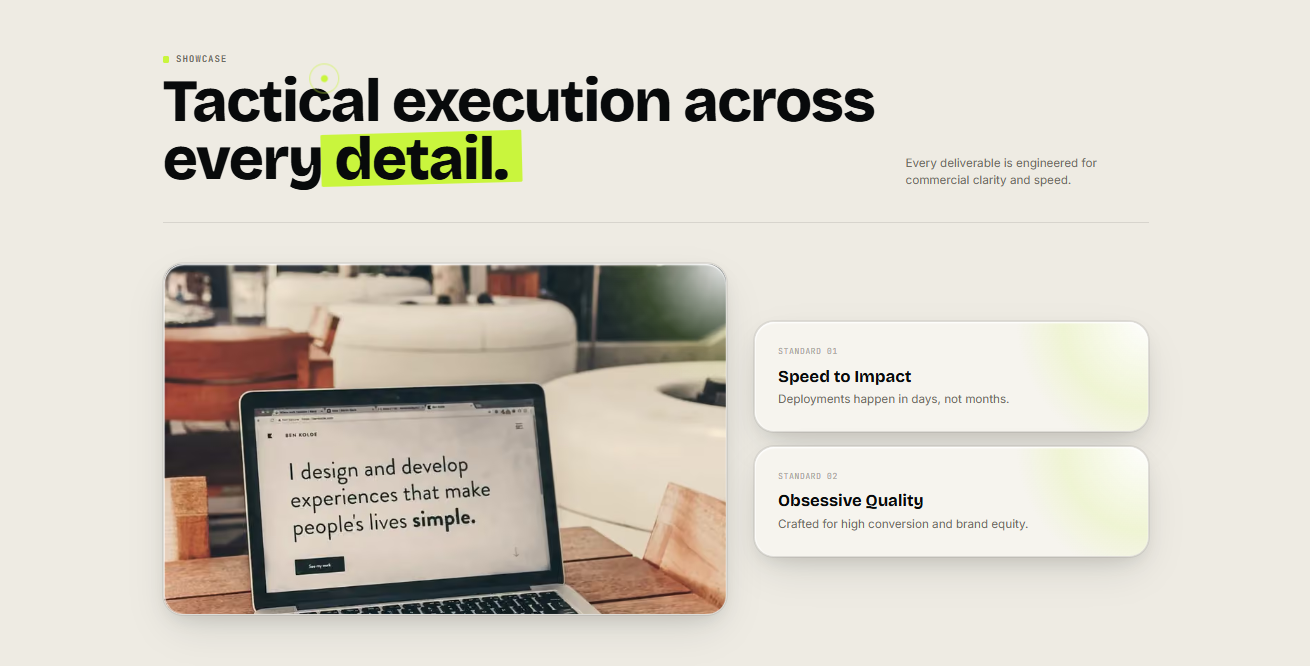 SHOWCASE
Tactical execution across
every detail.
Every deliverable is engineered for
commercial clarity and speed.
BEN KOLDE
I design and develop
experiences that make
people's lives simple.
See my work
STANDARD 01
Speed to Impact
Deployments happen in days, not months.
STANDARD 02
Obsessive Quality
Crafted for high conversion and brand equity.